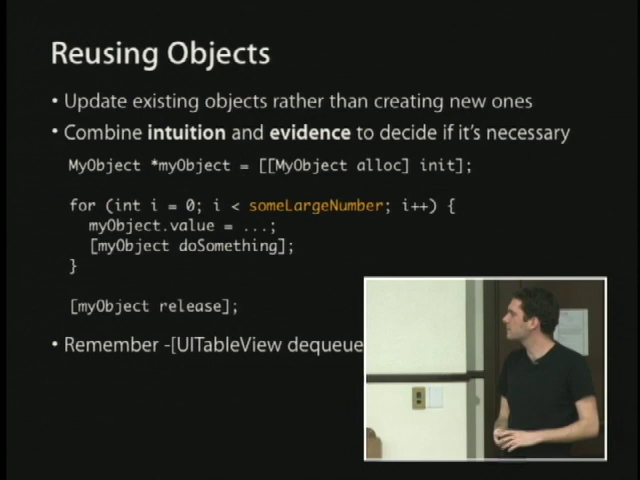 Reusing Objects
• Update existing objects rather than creating new ones
• Combine intuition and evidence to decide if it's necessary
MyObject *myObject = [[MyObject alloc] init];
for (int i = 0; i < someLargeNumber; i++) {
myObject.value = ...;
[myObject doSomething];
}
[myObject release];
• Remember -[UITableView dequeue